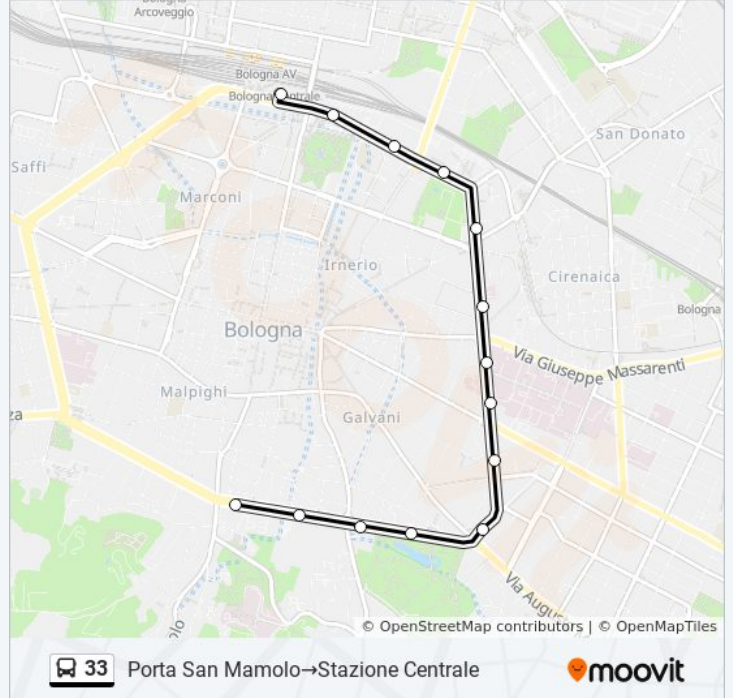 Bologna
Arcoveggio
Bologna AV
Bologna Centrale
San Donato
Saffi
Marconi
Irnerio
Cirenaica
Bologna
Bologna
Via Giuseppe Massarenti
Malpighi
za
Galvani
Via Augu
olo
© OpenStreetMap contributors | © OpenMapTiles
33 Porta San Mamolo→Stazione Centrale
moovit